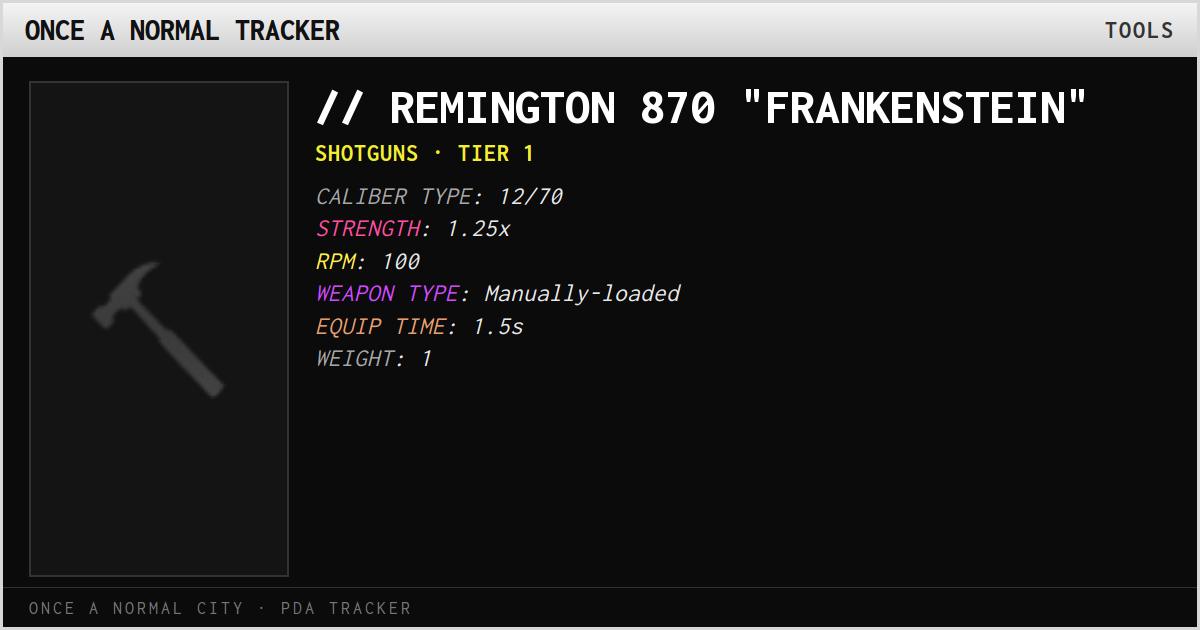 ONCE A NORMAL TRACKER
TOOLS
// REMINGTON 870 "FRANKENSTEIN"
SHOTGUNS · TIER 1
CALIBER TYPE: 12/70
STRENGTH: 1.25x
RPM: 100
WEAPON TYPE: Manually-loaded
EQUIP TIME: 1.5s
WEIGHT: 1
ONCE A NORMAL CITY · PDA TRACKER